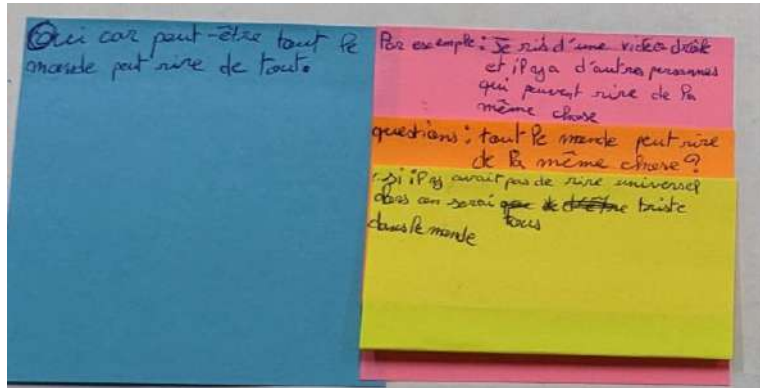 Oui car peut-être tout le
monde peut rire de tout.
Par exemple : Je ris d'une video drôle
et il y a d'autres personnes
qui peuvent rire de la
même chose
questions : tout le monde peut rire
de la même chose ?
si il y avait pas de rire universel
alors on serai triste
tous
dans le monde